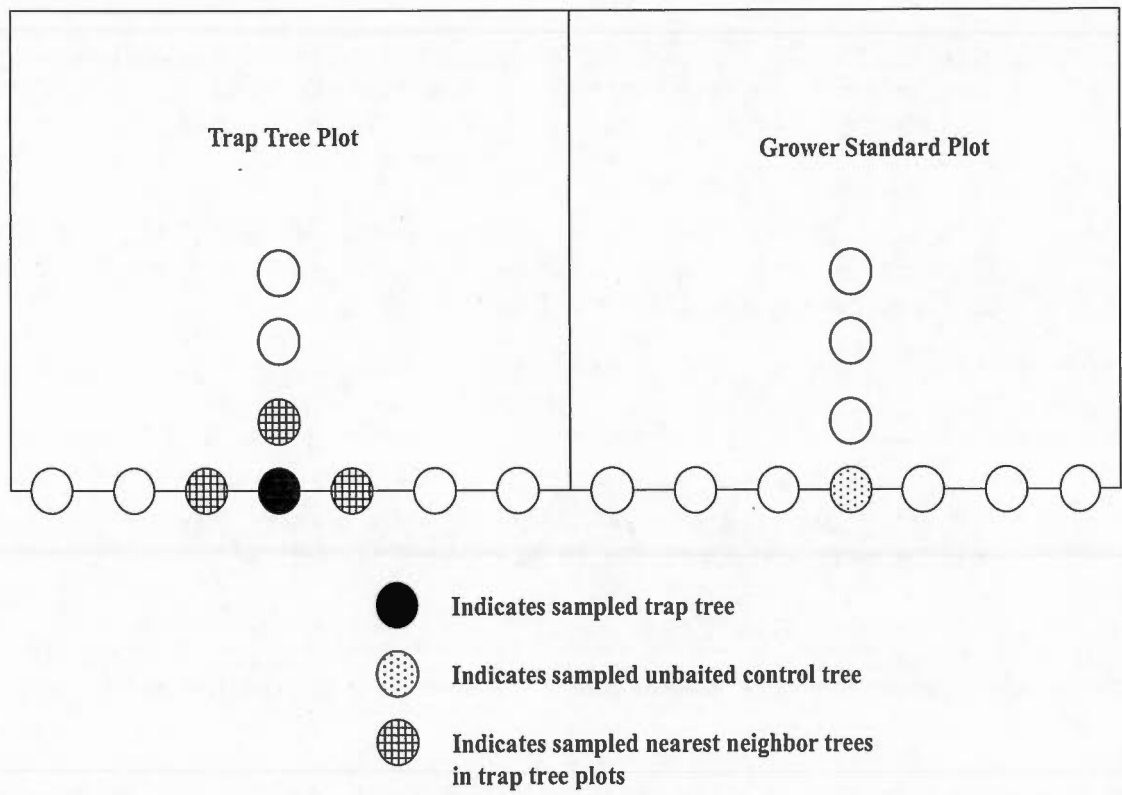 Trap Tree Plot
Grower Standard Plot
Indicates sampled trap tree
Indicates sampled unbaited control tree
Indicates sampled nearest neighbor trees
in trap tree plots